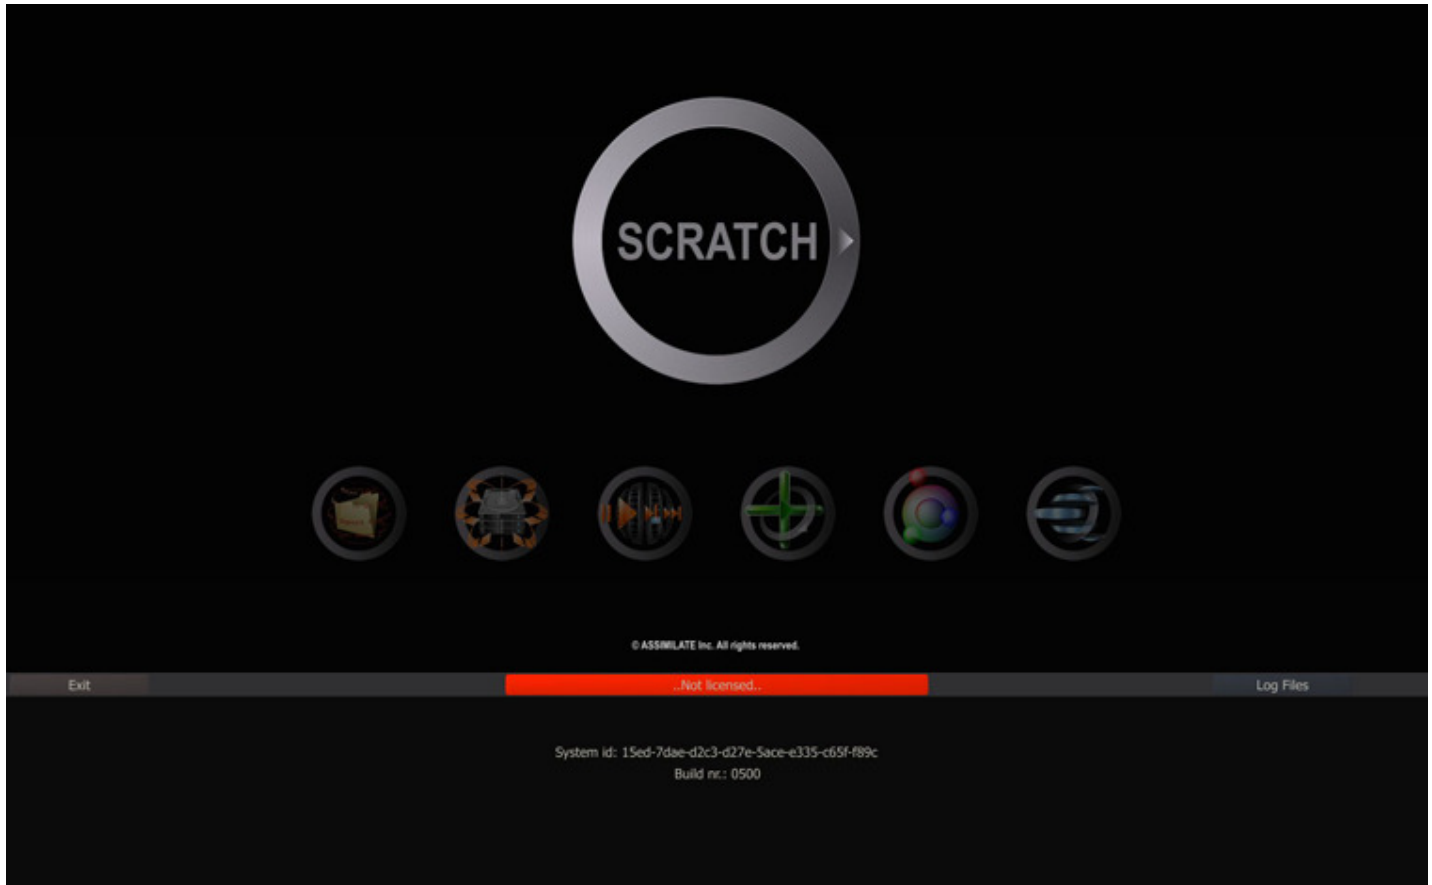 SCRATCH
© ASSIMILATE Inc. All rights reserved.
Exit
..Not licensed..
Log Files
System id: 15ed-7dae-d2c3-d27e-5ace-e335-c65f-f89c
Build nr.: 0500